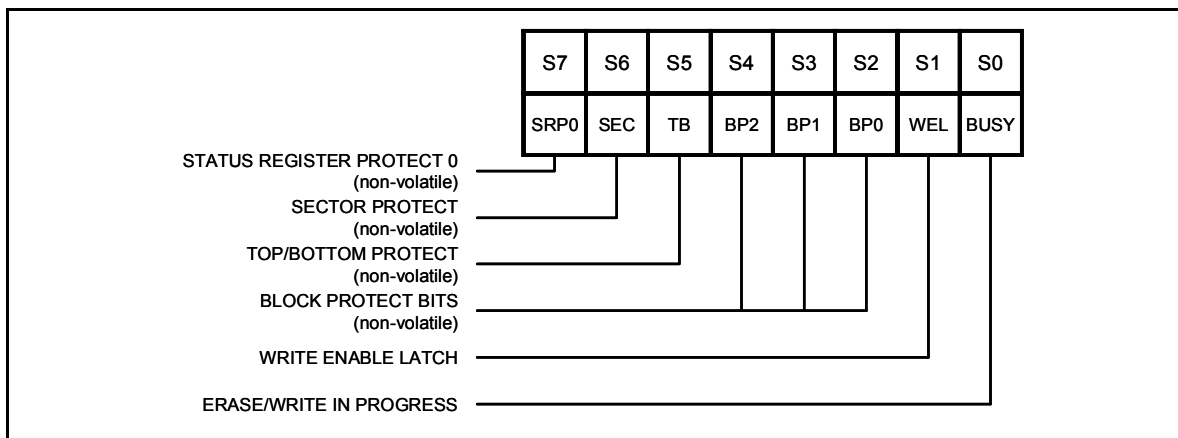 S7 S6 S5 S4 S3 S2 S1 S0
SRP0 SEC TB BP2 BP1 BP0 WEL BUSY
STATUS REGISTER PROTECT 0
(non-volatile)
SECTOR PROTECT
(non-volatile)
TOP/BOTTOM PROTECT
(non-volatile)
BLOCK PROTECT BITS
(non-volatile)
WRITE ENABLE LATCH
ERASE/WRITE IN PROGRESS